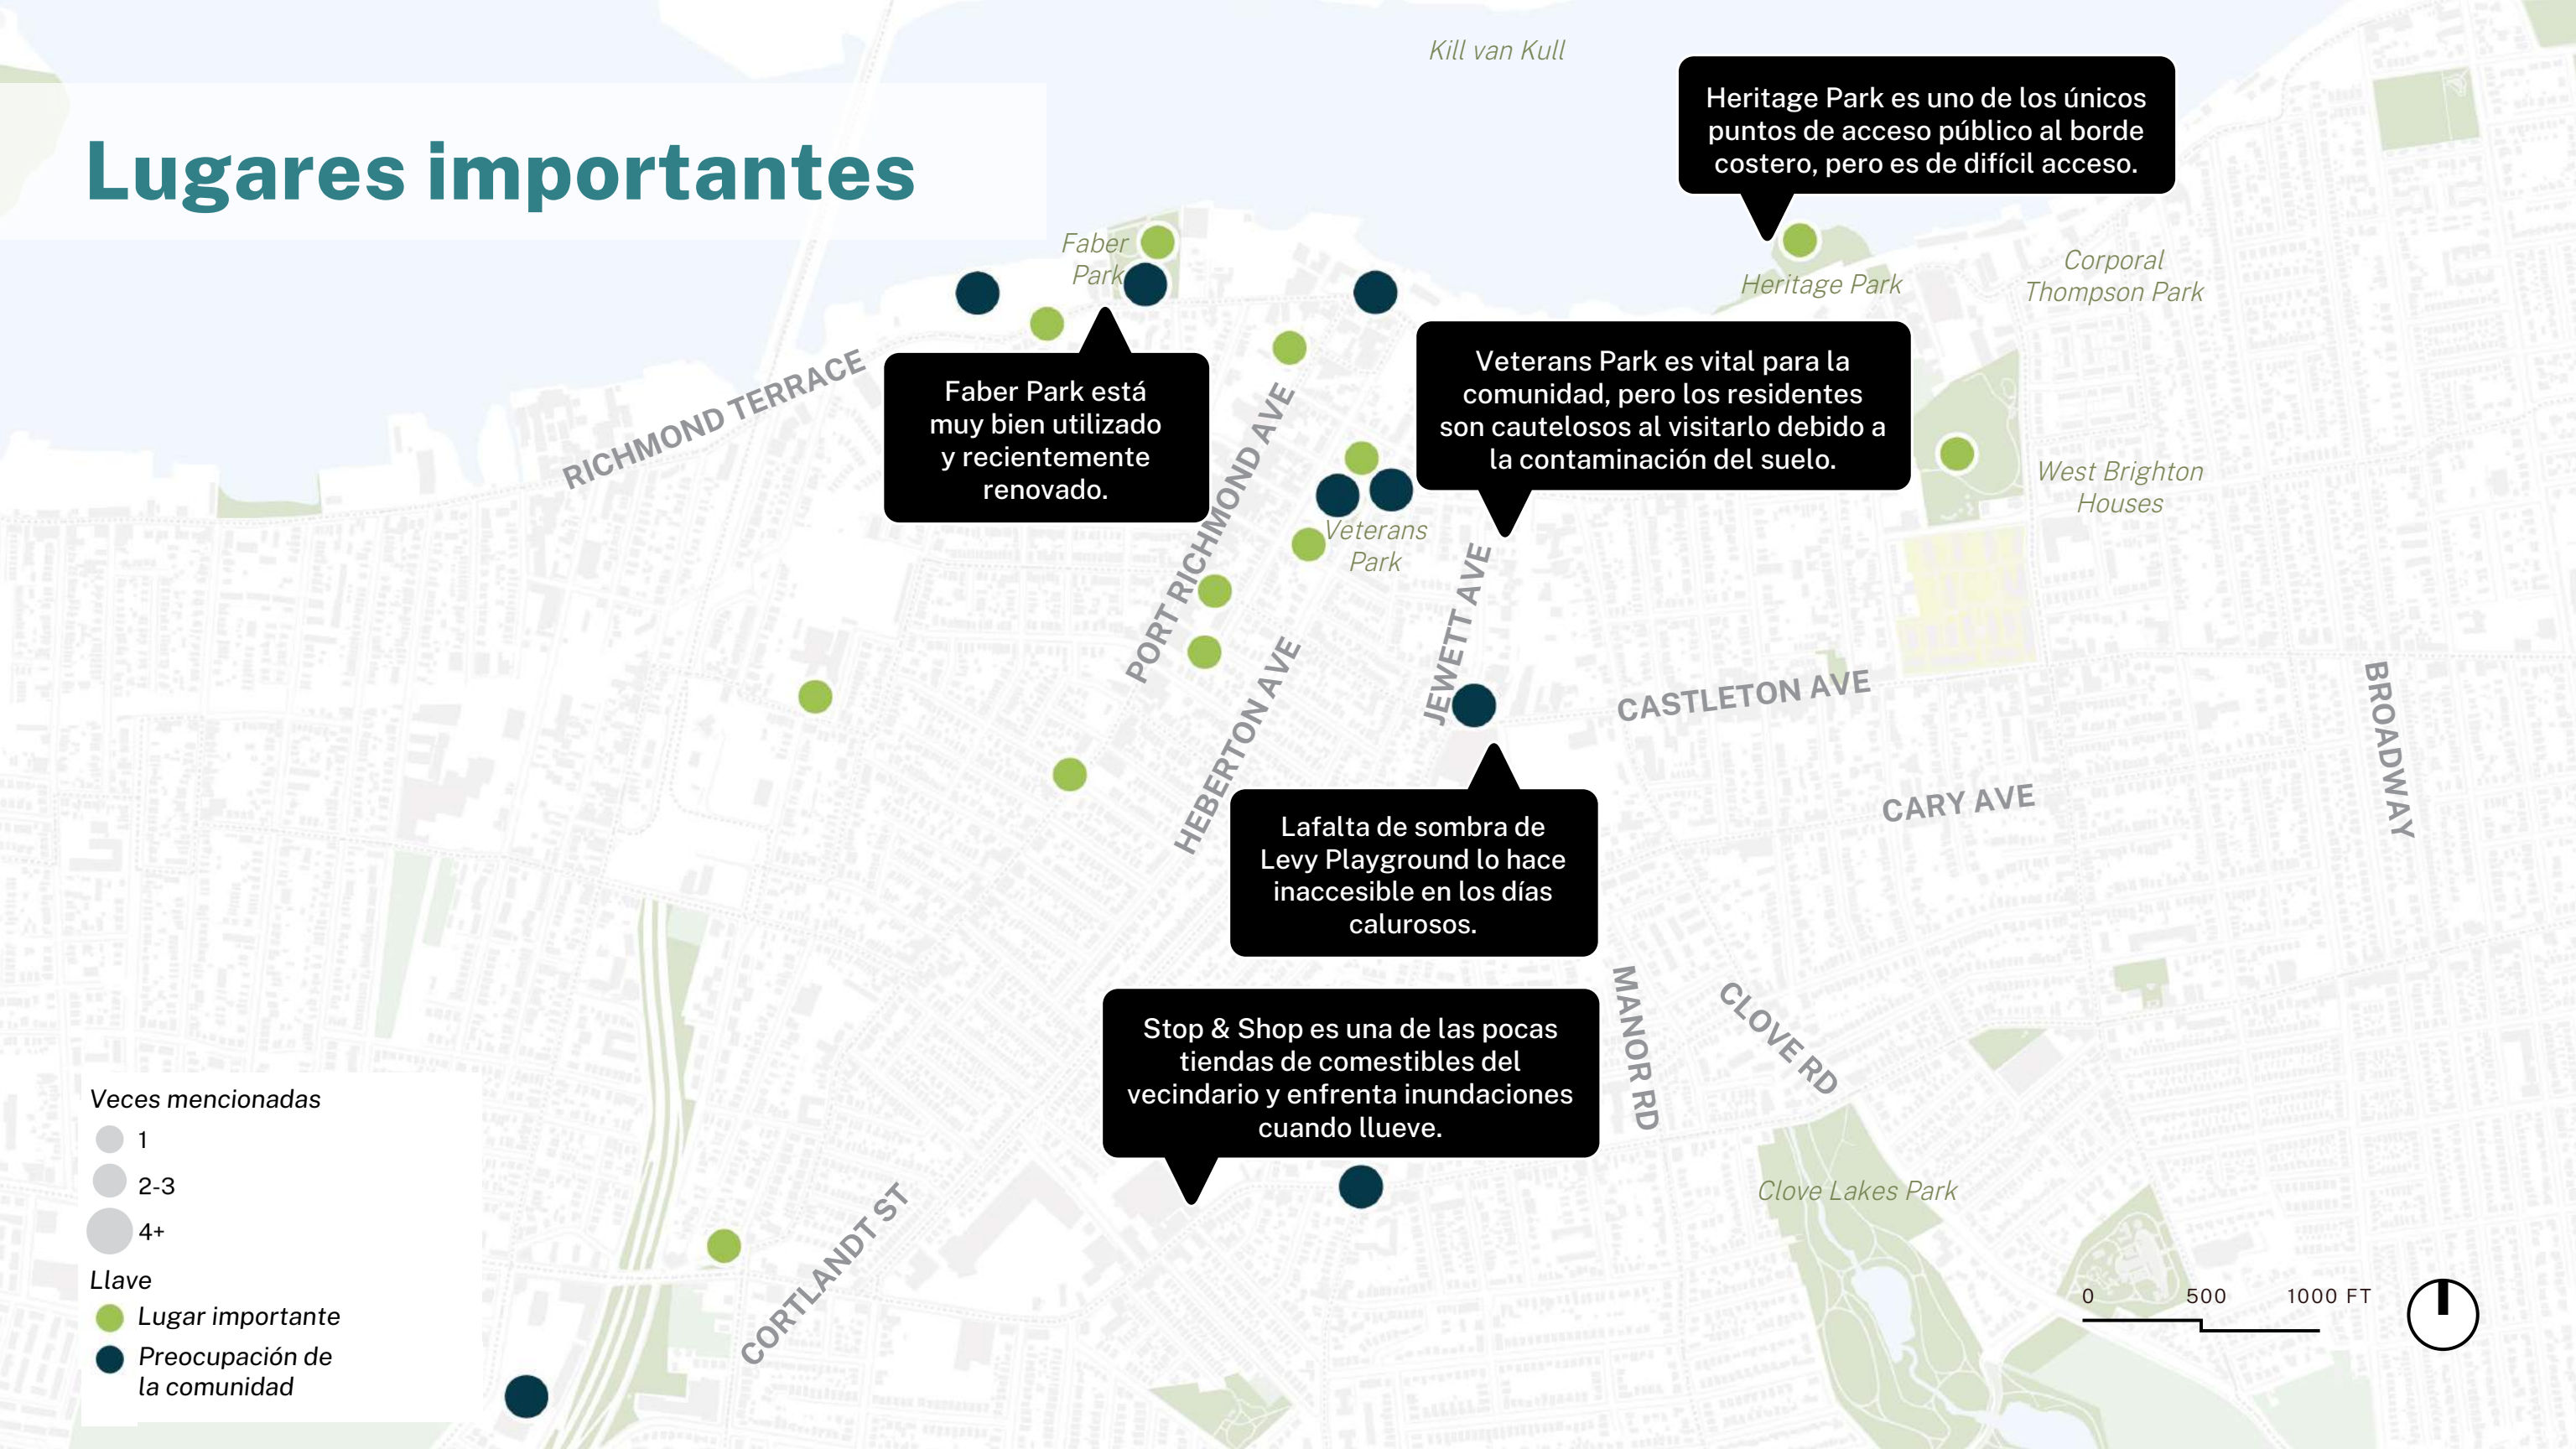 Lugares importantes
Kill van Kull
Heritage Park es uno de los únicos
puntos de acceso público al borde
costero, pero es de difícil acceso.
Faber
Park
Heritage Park
Corporal
Thompson Park
RICHMOND TERRACE
Faber Park está
muy bien utilizado
y recientemente
renovado.
PORT RICHMOND AVE
Veterans Park es vital para la
comunidad, pero los residentes
son cautelosos al visitarlo debido a
la contaminación del suelo.
West Brighton
Houses
Veterans
Park
JEWETT AVE
HEBERTON AVE
CASTLETON AVE
BROADWAY
CARY AVE
Lafalta de sombra de
Levy Playground lo hace
inaccesible en los días
calurosos.
MANOR RD
CLOVE RD
Stop & Shop es una de las pocas
tiendas de comestibles del
vecindario y enfrenta inundaciones
cuando llueve.
Clove Lakes Park
CORTLANDT ST
Veces mencionadas
1
2-3
4+
Llave
Lugar importante
Preocupación de
la comunidad
0 500 1000 FT